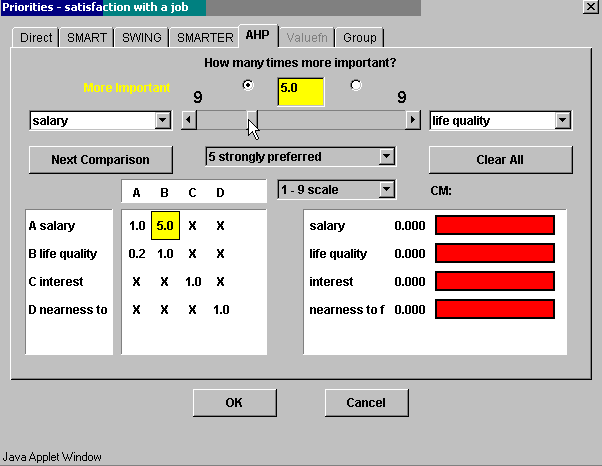 Priorities - satisfaction with a job
Direct SMART SWING SMARTER AHP Valuefn Group
How many times more important?
More Important 5.0
9 9
salary life quality
Next Comparison 5 strongly preferred Clear All
1 - 9 scale CM:
A B C D
A salary 1.0 5.0 X X
B life quality 0.2 1.0 X X
C interest X X 1.0 X
D nearness to X X X 1.0
salary 0.000
life quality 0.000
interest 0.000
nearness to f 0.000
OK Cancel
Java Applet Window